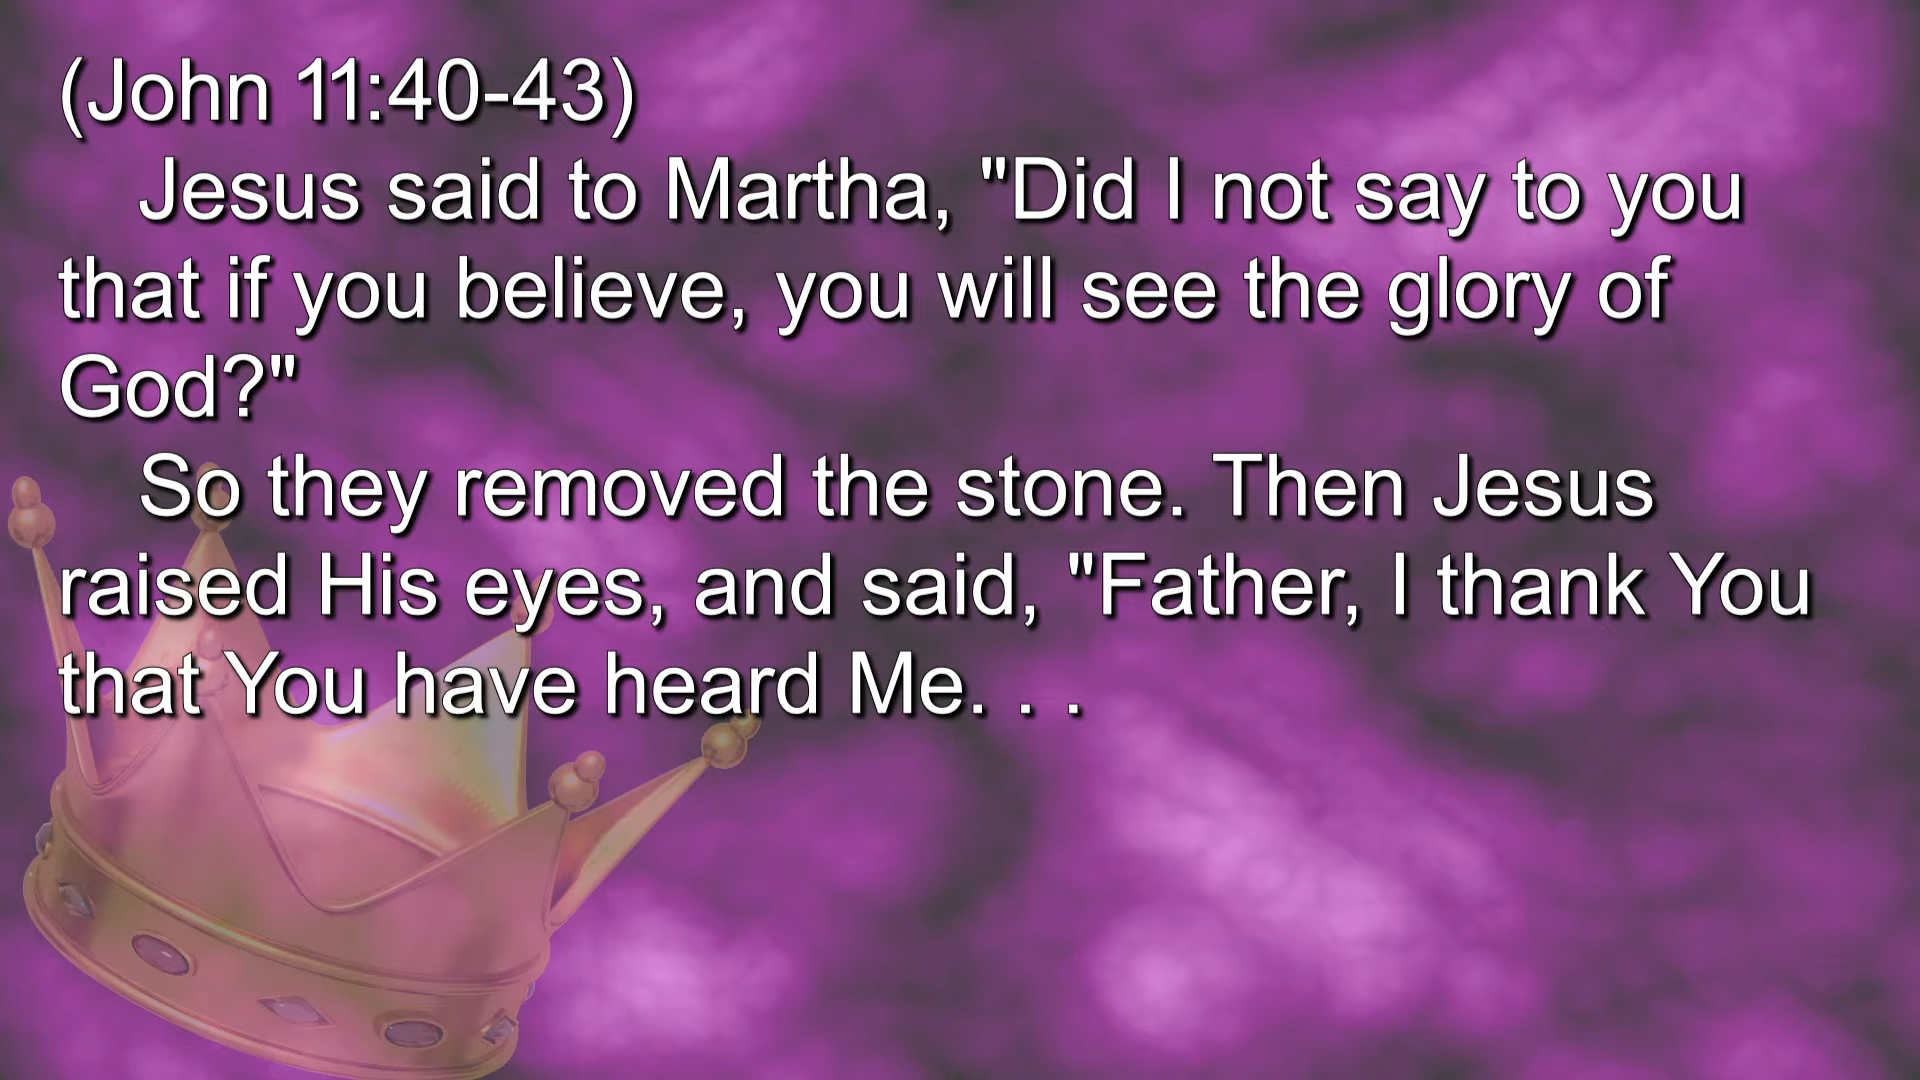 (John 11:40-43)
Jesus said to Martha, "Did I not say to you
that if you believe, you will see the glory of
God?"
So they removed the stone. Then Jesus
raised His eyes, and said, "Father, I thank You
that You have heard Me. . .